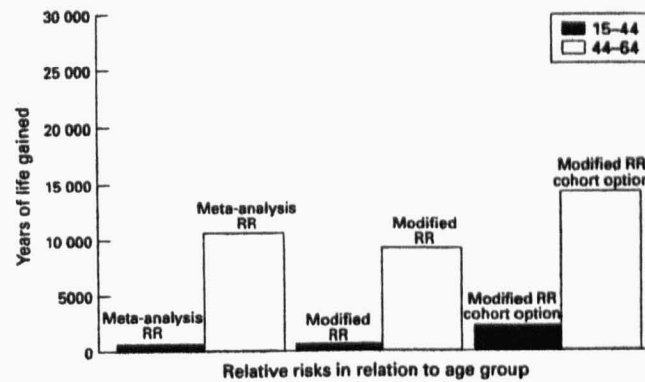 30 000
25 000
20 000
15 000
10 000
5000
0
Years of life gained
15–44
44–64
Meta-analysis
RR
Meta-analysis
RR
Modified
RR
Modified
RR
Modified RR
cohort option
Modified RR
cohort option
Relative risks in relation to age group